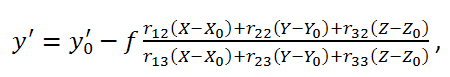 y′ = y′₀ − f (r₁₂(X−X₀)+r₂₂(Y−Y₀)+r₃₂(Z−Z₀))/(r₁₃(X−X₀)+r₂₃(Y−Y₀)+r₃₃(Z−Z₀)) ,